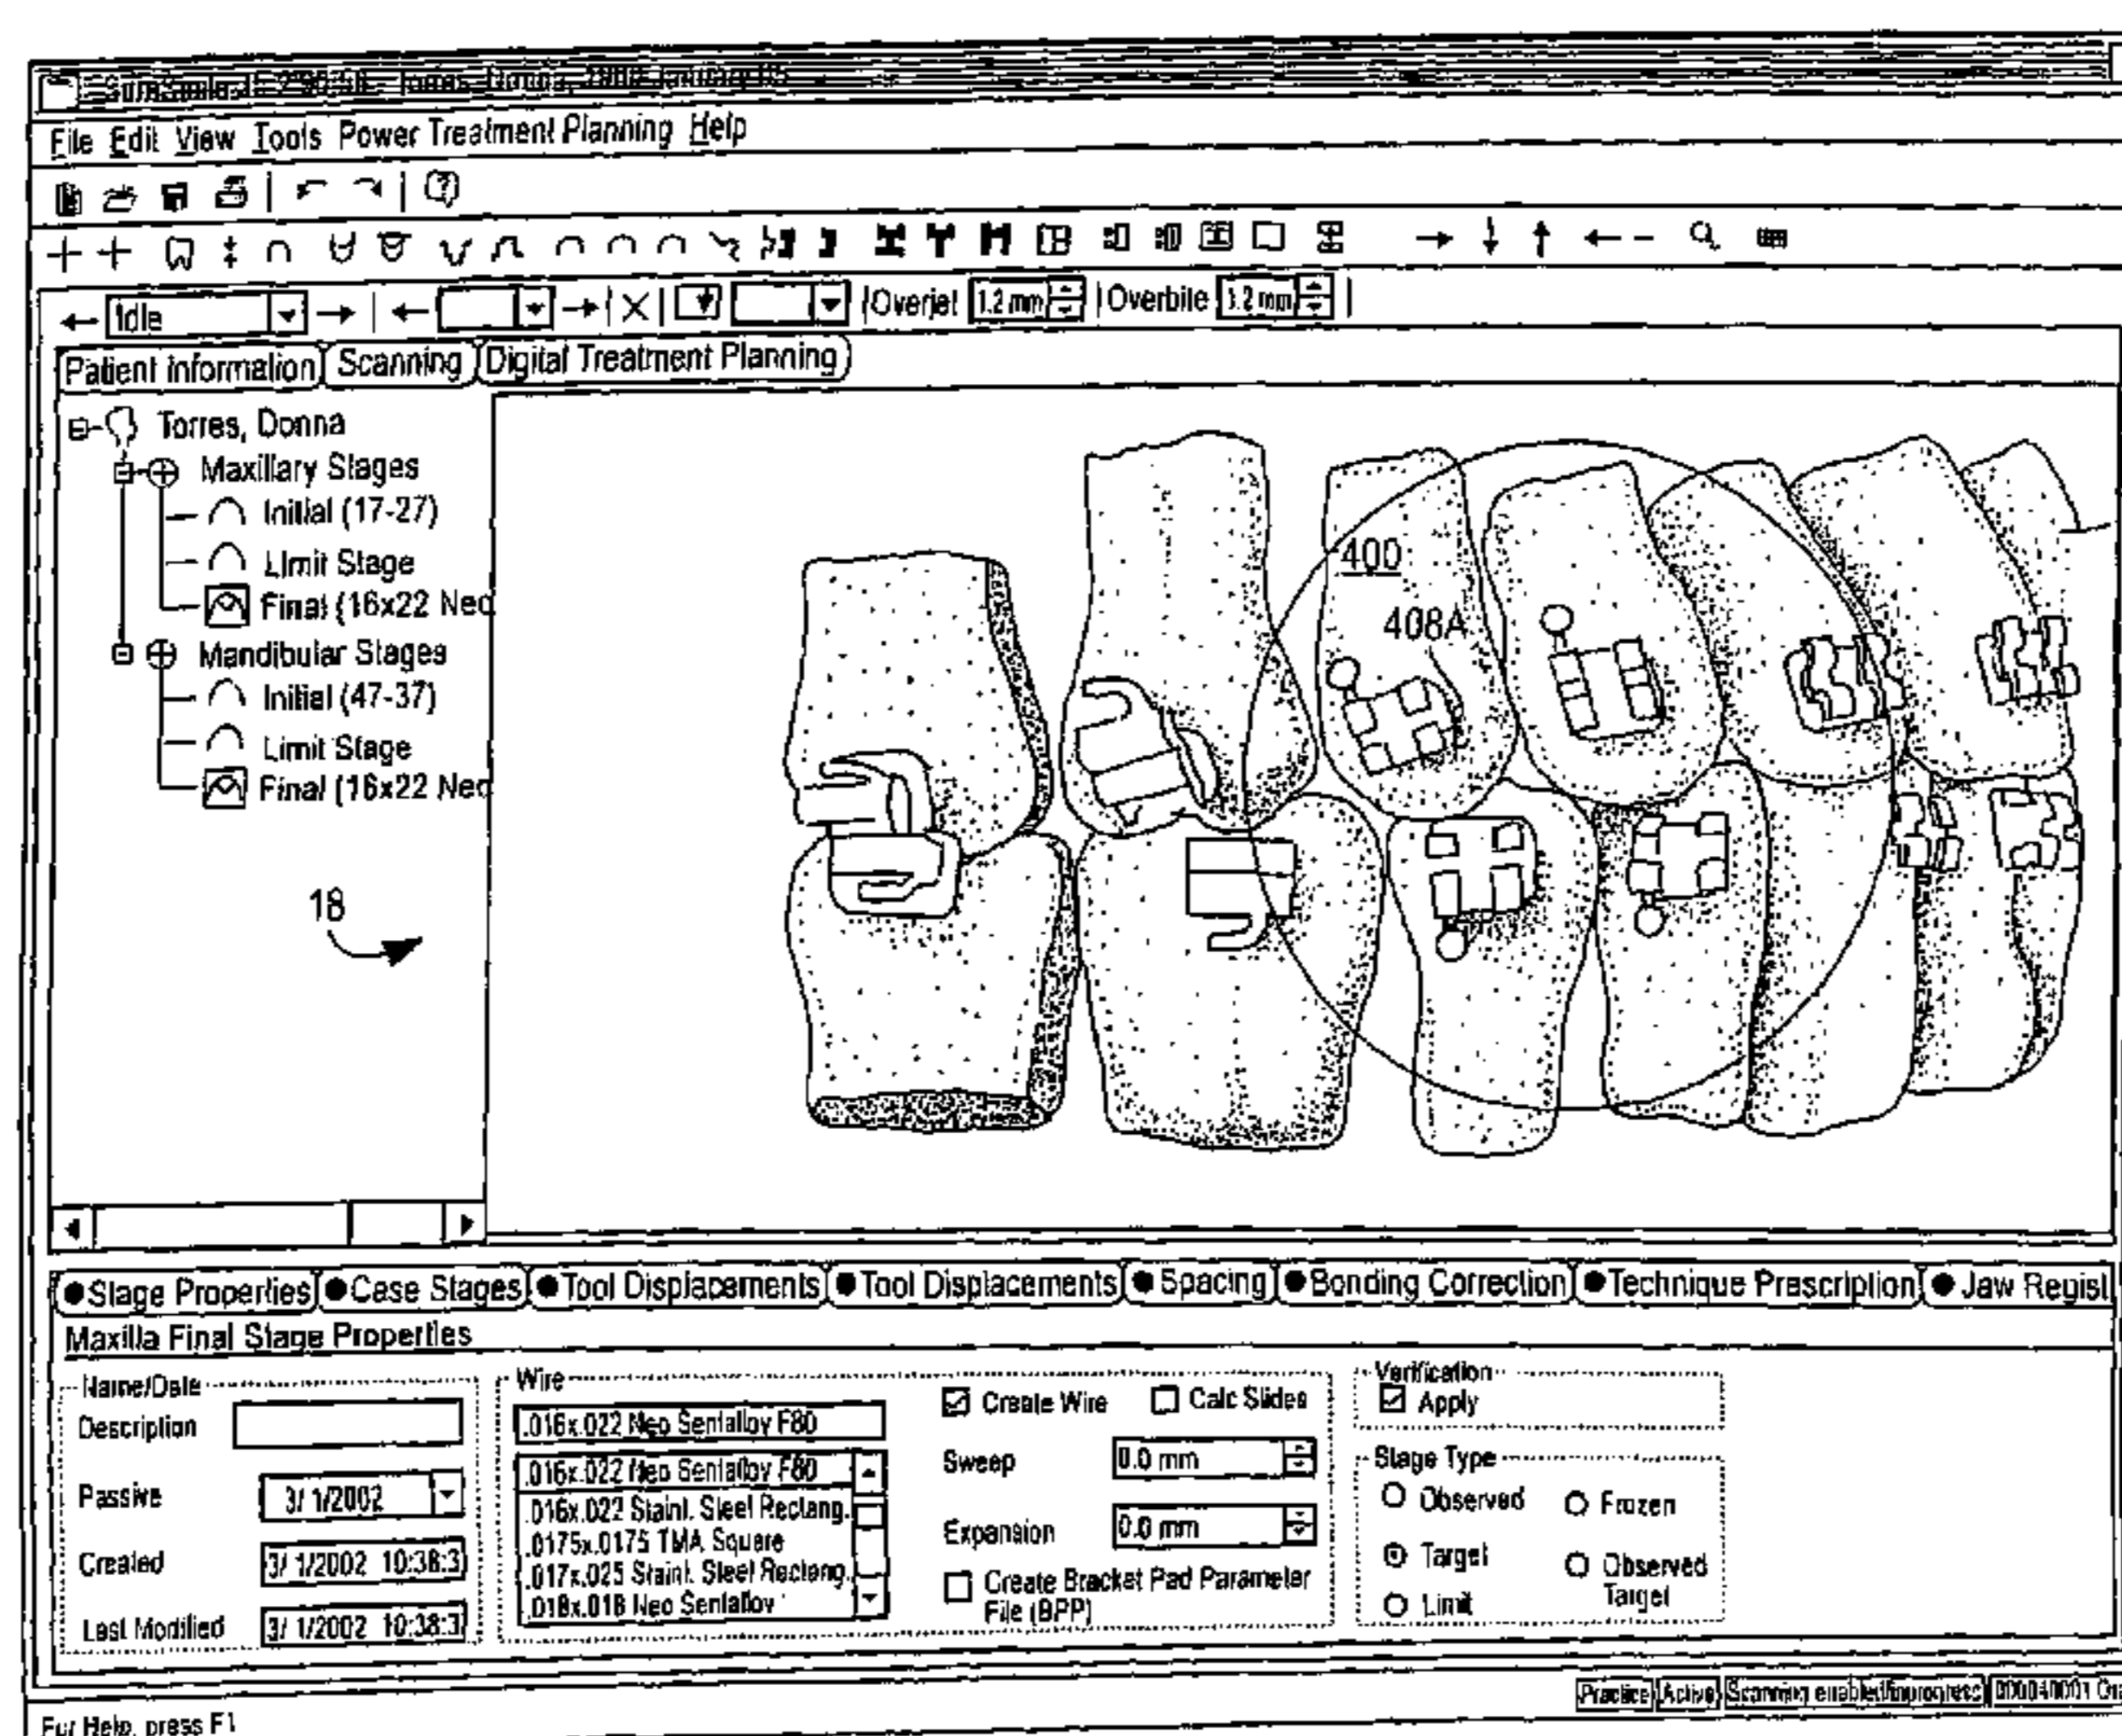 File Edit View Tools Power Treatment Planning Help
Idle Overjet 1.2 mm Overbite 1.2 mm
Patient Information Scanning Digital Treatment Planning
Torres, Donna
Maxillary Stages
Initial (17-27)
Limit Stage
Final (16x22 Neo
Mandibular Stages
Initial (47-37)
Limit Stage
Final (16x22 Neo
400
408A
18
Stage Properties Case Stages Tool Displacements Tool Displacements Spacing Bonding Correction Technique Prescription Jaw Regist
Maxilla Final Stage Properties
Name/Date
Description
Passive 3/ 1/2002
Created 3/ 1/2002 10:38:3
Last Modified 3/ 1/2002 10:38:3
Wire
.016x.022 Neo Sentalloy F80
.016x.022 Neo Sentalloy F80
.016x.022 Stainl. Steel Rectang.
.0175x.0175 TMA Square
.017x.025 Stainl. Steel Rectang.
.018x.018 Neo Sentalloy
Create Wire Calc Slides
Sweep 0.0 mm
Expansion 0.0 mm
Create Bracket Pad Parameter
File (BPP)
Verification
Apply
Stage Type
Observed Frozen
Target Observed
Target
Limit
Practice Active Scanning enabled
For Help, press F1